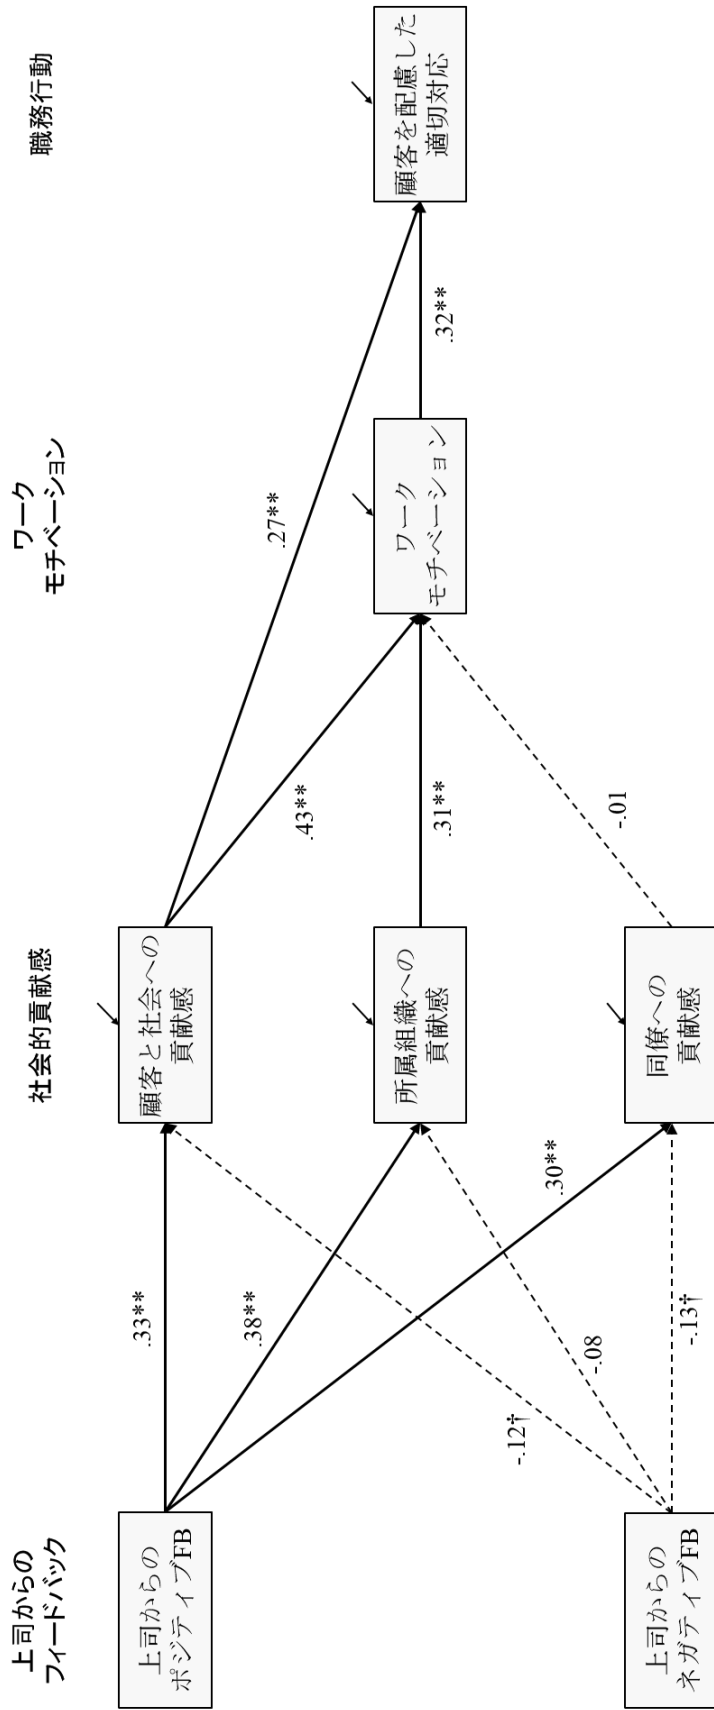 上司からの
フィードバック
社会的貢献感
ワーク
モチベーション
職務行動
上司からの
ポジティブFB
.33**
.38**
.30**
顧客と社会への
貢献感
.27**
.43**
所属組織への
貢献感
.31**
ワーク
モチベーション
.32**
顧客を配慮した
適切対応
上司からの
ネガティブFB
-.12†
-.08
-.13†
同僚への
貢献感
-.01